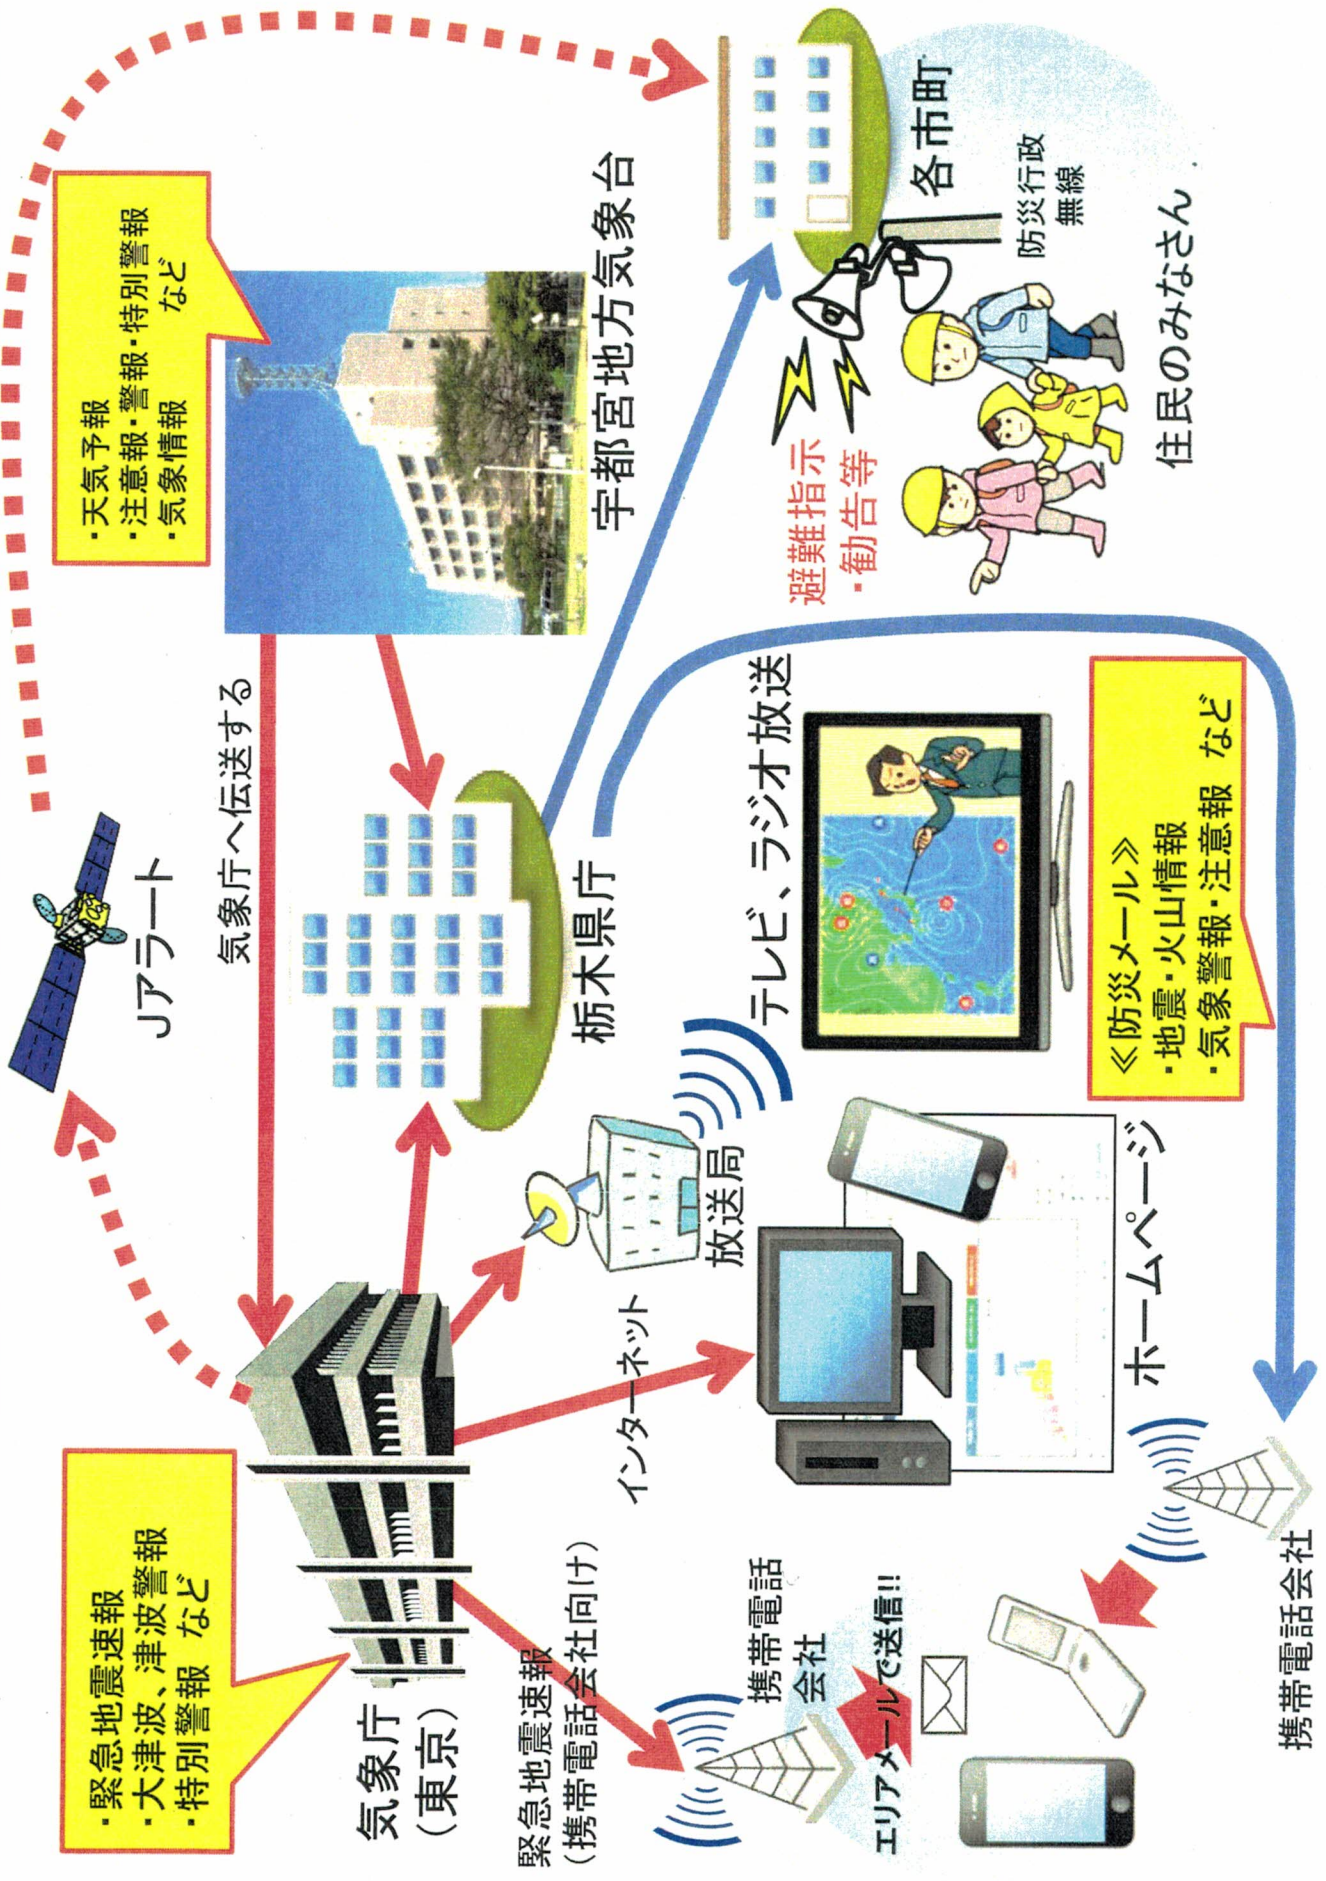 ・緊急地震速報
・大津波、津波警報
・特別警報 など
気象庁
(東京)
Jアラート
気象庁へ伝送する
・天気予報
・注意報・警報・特別警報
・気象情報 など
宇都宮地方気象台
栃木県庁
緊急地震速報
(携帯電話会社向け)
インターネット
放送局
テレビ、ラジオ放送
避難指示
・勧告等
各市町
防災行政
無線
住民のみなさん
携帯電話
会社
エリアメールで送信!!
ホームページ
≪防災メール≫
・地震・火山情報
・気象警報・注意報 など
携帯電話会社